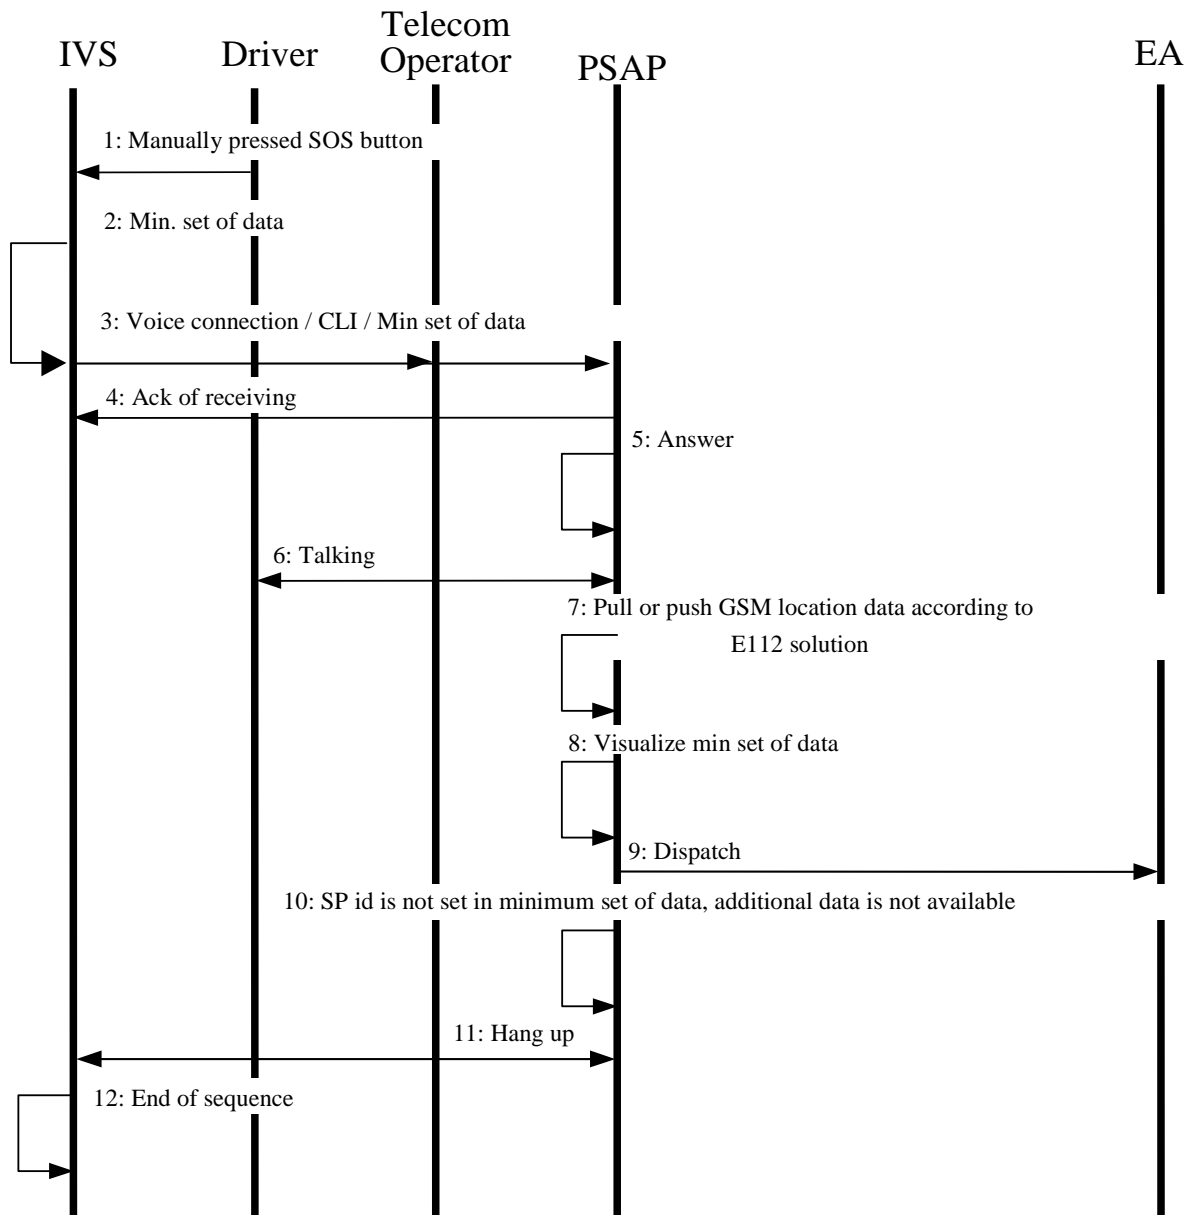 IVS
Driver
Telecom
Operator
PSAP
EA
1: Manually pressed SOS button
2: Min. set of data
3: Voice connection / CLI / Min set of data
4: Ack of receiving
5: Answer
6: Talking
7: Pull or push GSM location data according to
E112 solution
8: Visualize min set of data
9: Dispatch
10: SP id is not set in minimum set of data, additional data is not available
11: Hang up
12: End of sequence